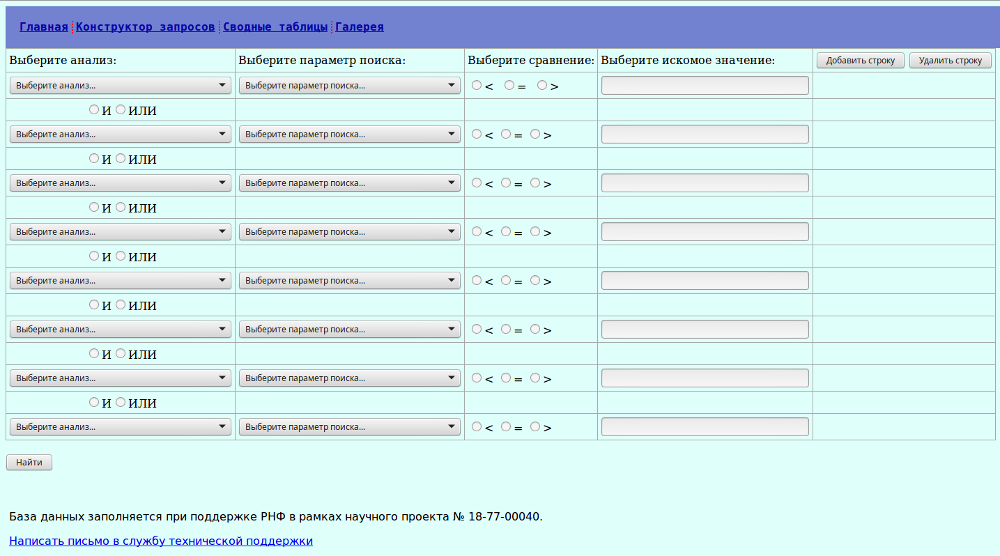 Главная Конструктор запросов Сводные таблицы Галерея
Выберите анализ: Выберите параметр поиска: Выберите сравнение: Выберите искомое значение: Добавить строку Удалить строку
Выберите анализ... Выберите параметр поиска... < = >
И ИЛИ
Выберите анализ... Выберите параметр поиска... < = >
И ИЛИ
Выберите анализ... Выберите параметр поиска... < = >
И ИЛИ
Выберите анализ... Выберите параметр поиска... < = >
И ИЛИ
Выберите анализ... Выберите параметр поиска... < = >
И ИЛИ
Выберите анализ... Выберите параметр поиска... < = >
И ИЛИ
Выберите анализ... Выберите параметр поиска... < = >
И ИЛИ
Выберите анализ... Выберите параметр поиска... < = >
Найти
База данных заполняется при поддержке РНФ в рамках научного проекта № 18-77-00040.
Написать письмо в службу технической поддержки